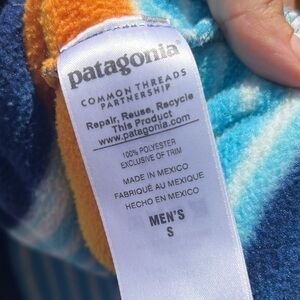 patagonia
COMMON THREADS
PARTNERSHIP
Repair, Reuse, Recycle
This Product
www.patagonia.com
100% POLYESTER
EXCLUSIVE OF TRIM
MADE IN MEXICO
FABRIQUÉ AU MEXIQUE
HECHO EN MEXICO
MEN'S
S